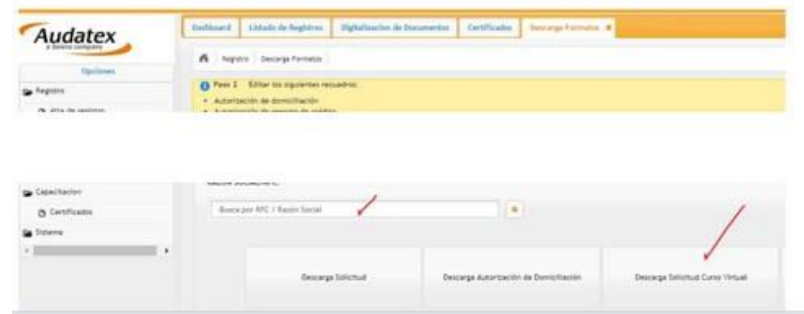 Audatex
a Solera company
Dashboard Listado de Registros Digitalización de Documentos Certificados Descarga Formatos
Registro Descarga Formatos
Opciones
Registro
Alta de registro
Paso 2 Editar los siguientes recuadros:
Autorización de domiciliación
Capacitacion
Certificados
Sistema
Busca por RFC / Razón Social
Descarga Solicitud
Descarga Autorización de Domiciliación
Descarga Solicitud Curso Virtual